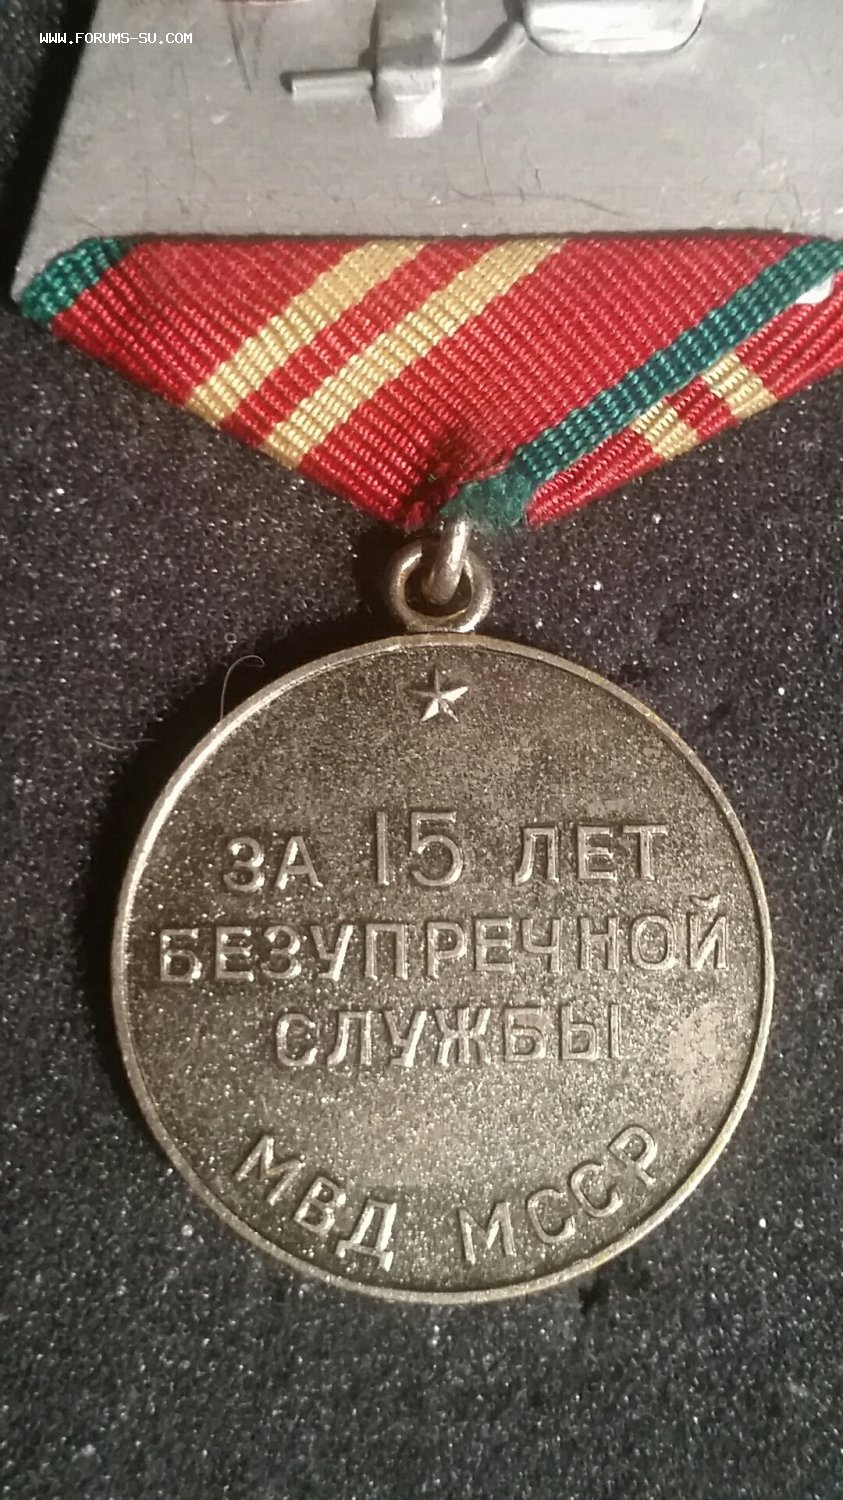 WWW.FORUMS-SU.COM
ЗА 15 ЛЕТ
БЕЗУПРЕЧНОЙ
СЛУЖБЫ
МВД МССР